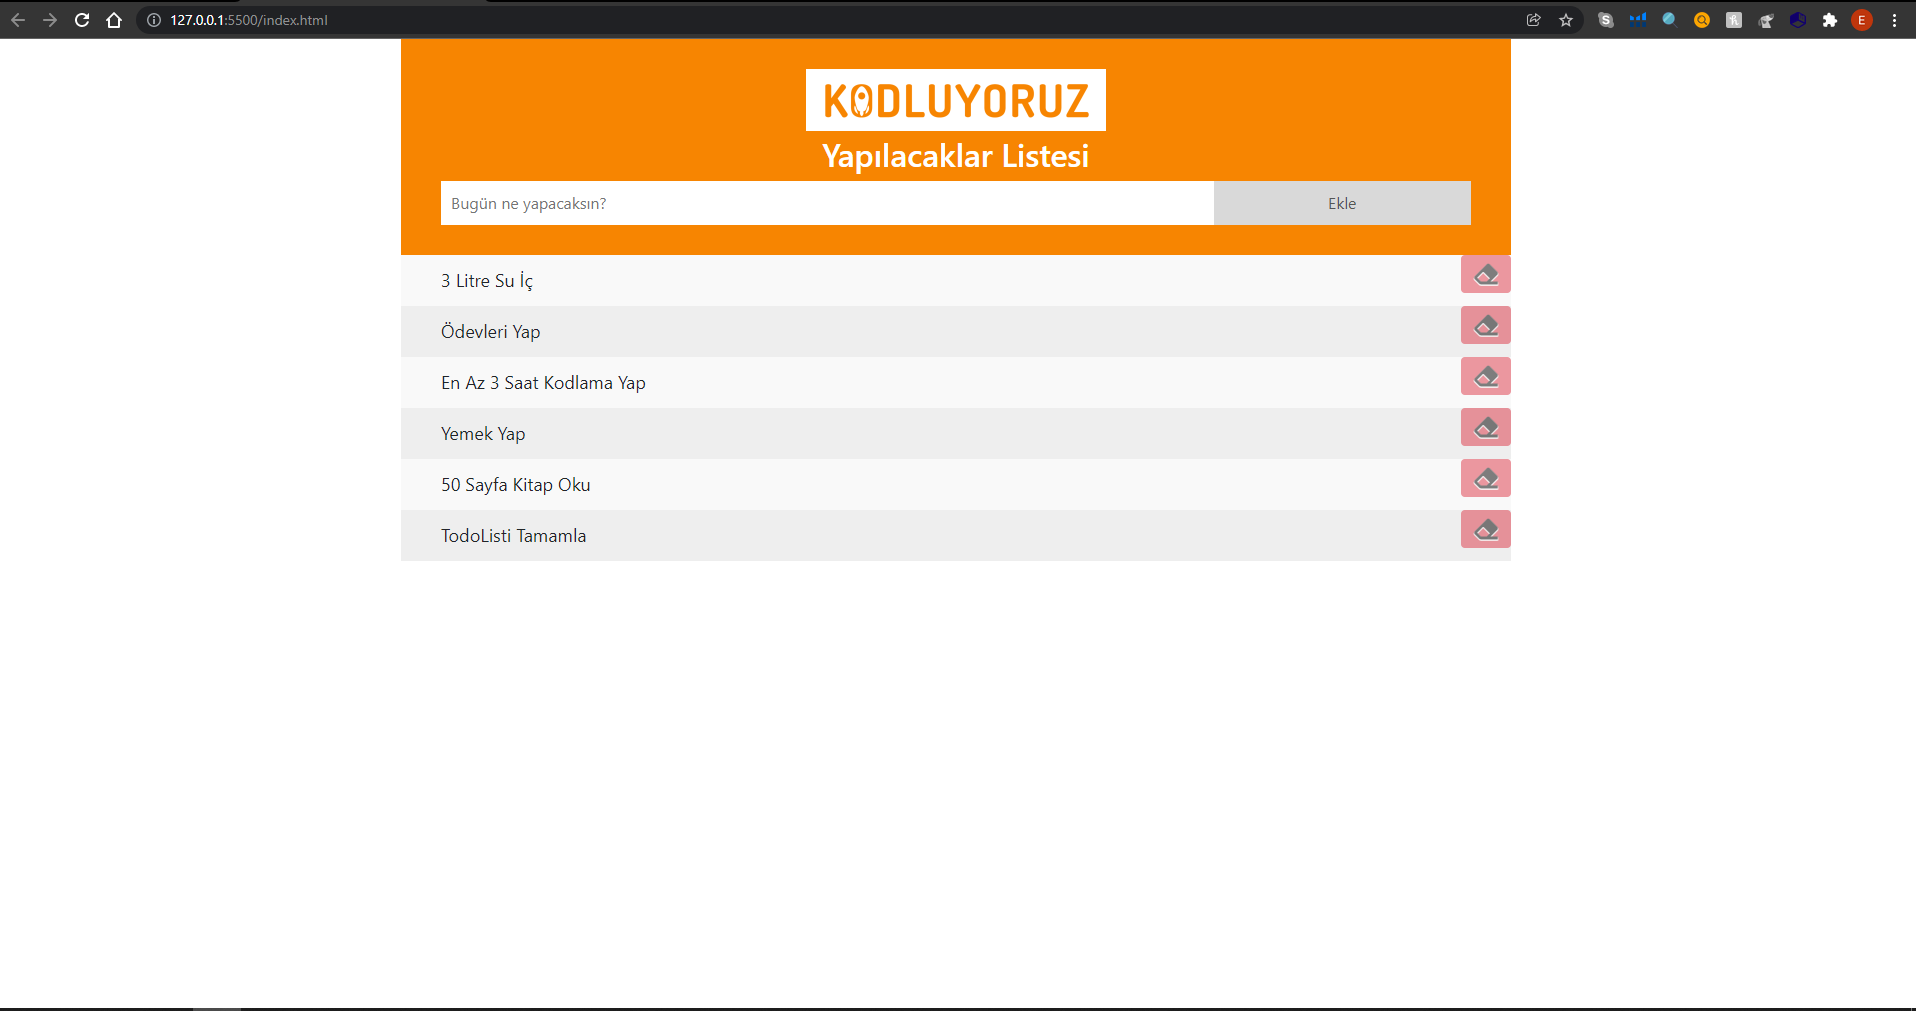 127.0.0.1:5500/index.html
E
KODLUYORUZ
Yapılacaklar Listesi
Bugün ne yapacaksın?
Ekle
3 Litre Su İç
Ödevleri Yap
En Az 3 Saat Kodlama Yap
Yemek Yap
50 Sayfa Kitap Oku
TodoListi Tamamla